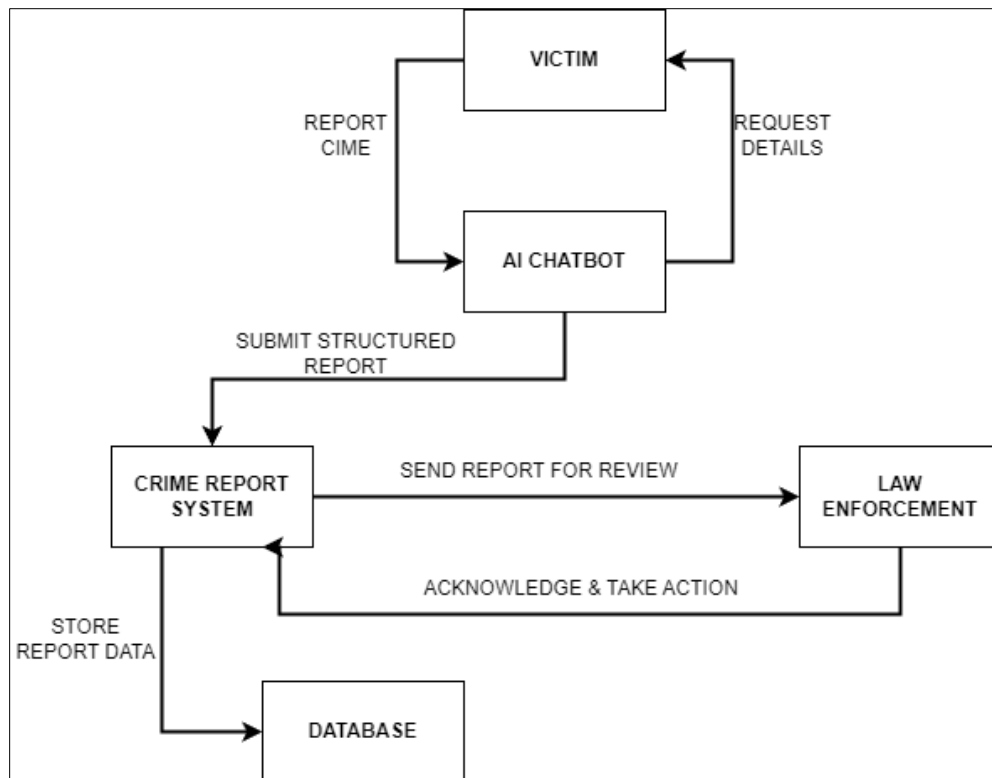 VICTIM
REPORT
CIME
REQUEST
DETAILS
AI CHATBOT
SUBMIT STRUCTURED
REPORT
CRIME REPORT
SYSTEM
SEND REPORT FOR REVIEW
LAW
ENFORCEMENT
ACKNOWLEDGE & TAKE ACTION
STORE
REPORT DATA
DATABASE